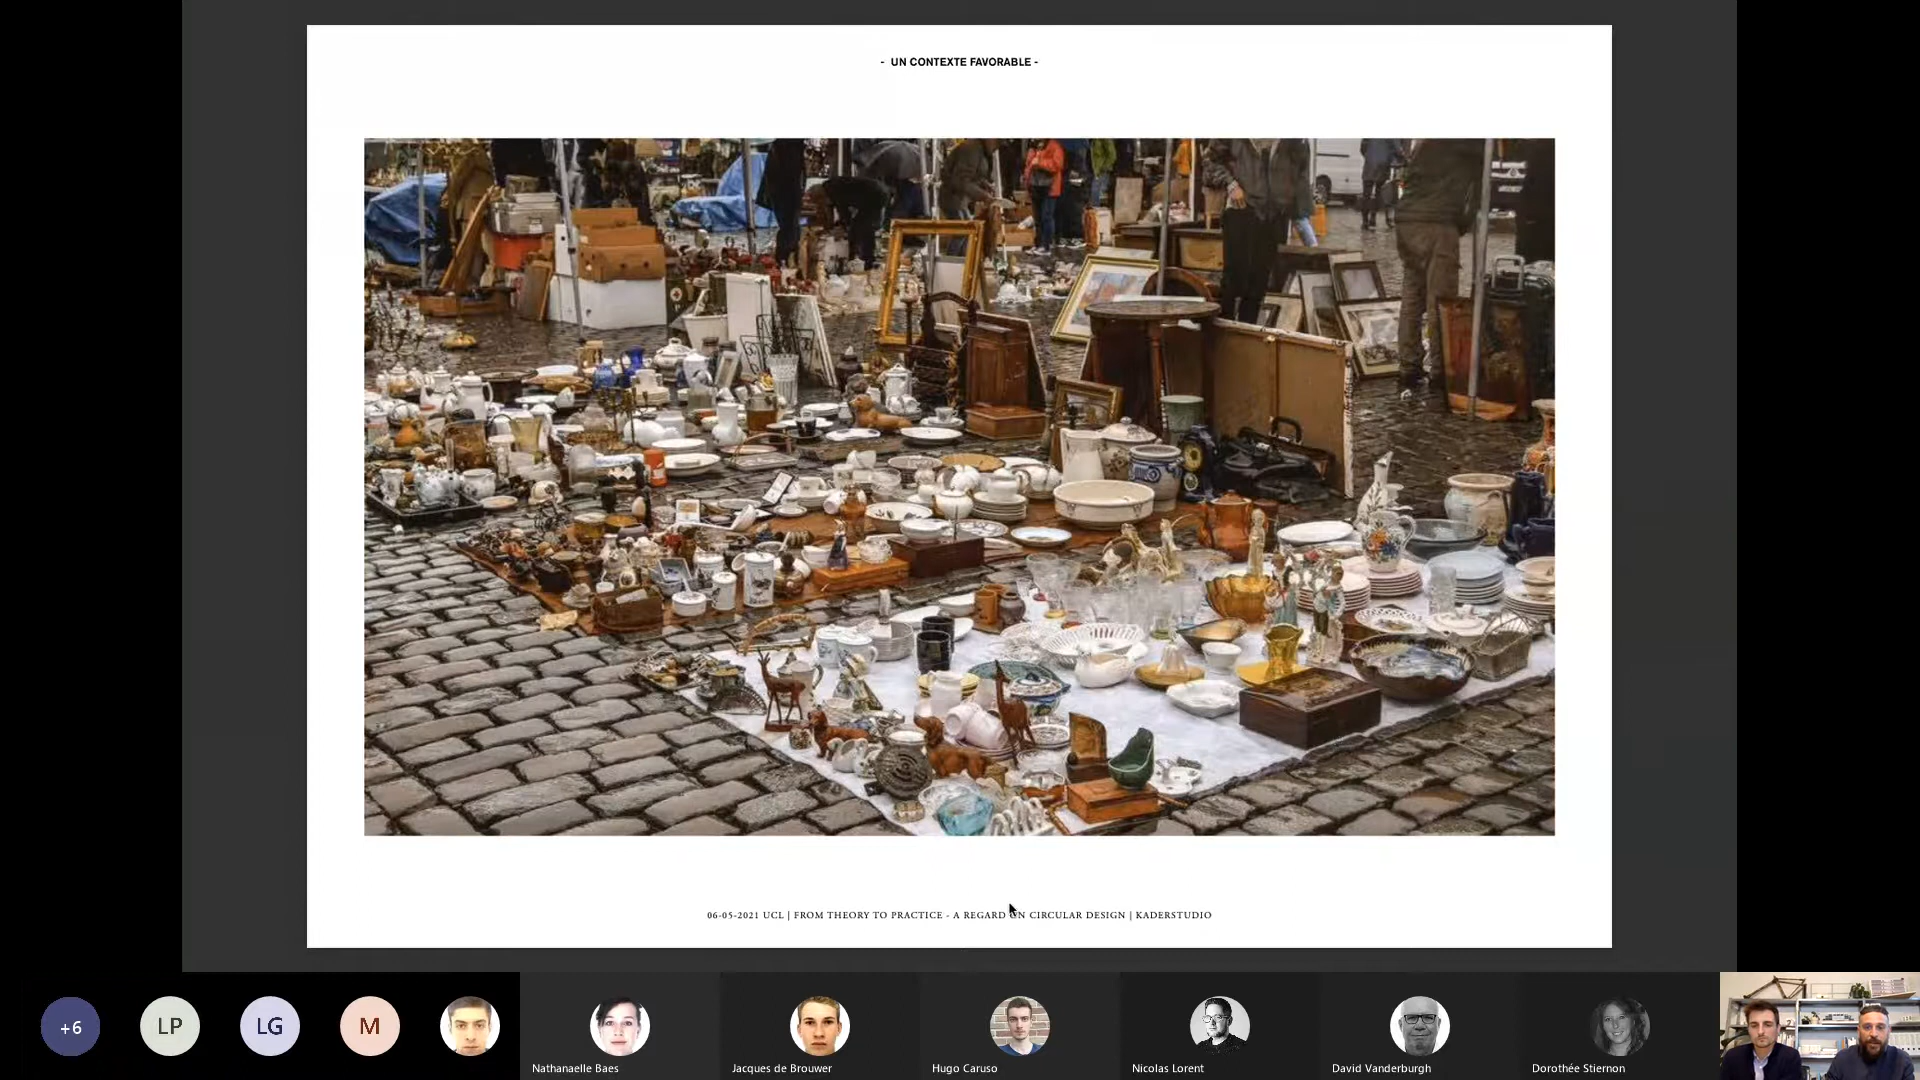 - UN CONTEXTE FAVORABLE -
06-05-2021 UCL | FROM THEORY TO PRACTICE - A REGARD ON CIRCULAR DESIGN | KADERSTUDIO
+6
LP
LG
M
Nathanaelle Baes
Jacques de Brouwer
Hugo Caruso
Nicolas Lorent
David Vanderburgh
Dorothée Stiernon